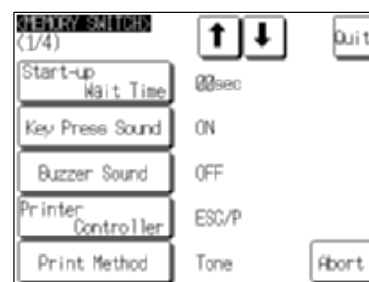 (MEMORY SWITCH)
(1/4)
Quit
Start-up
Wait Time
00sec
Key Press Sound
ON
Buzzer Sound
OFF
Printer
Controller
ESC/P
Print Method
Tone
Abort